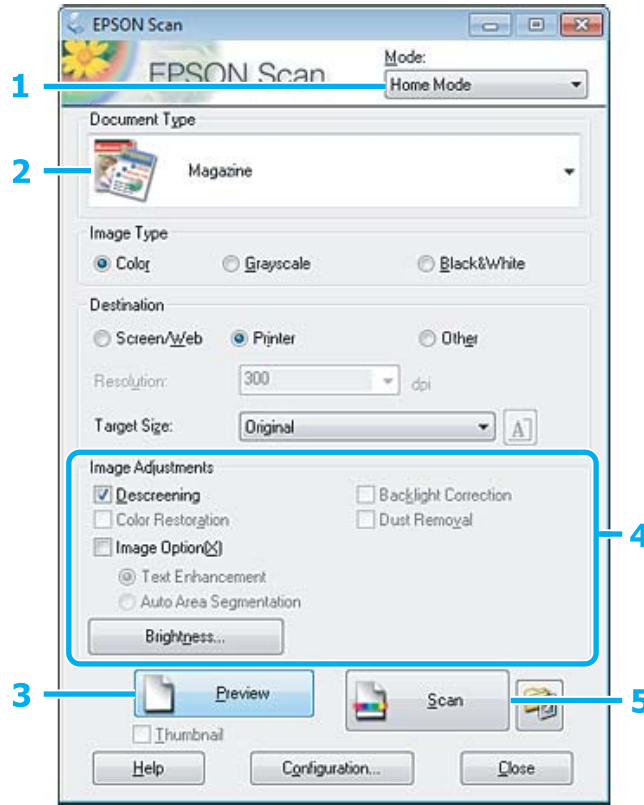 EPSON Scan
EPSON Scan
Mode:
1
Home Mode
Document Type
2
Magazine
Image Type
Color Grayscale Black&White
Destination
Screen/Web Printer Other
Resolution: 300 dpi
Target Size: Original A
Image Adjustments
Descreening Backlight Correction
Color Restoration Dust Removal
4
Image Option(X)
Text Enhancement
Auto Area Segmentation
Brightness...
3 Preview Scan 5
Thumbnail
Help Configuration... Close